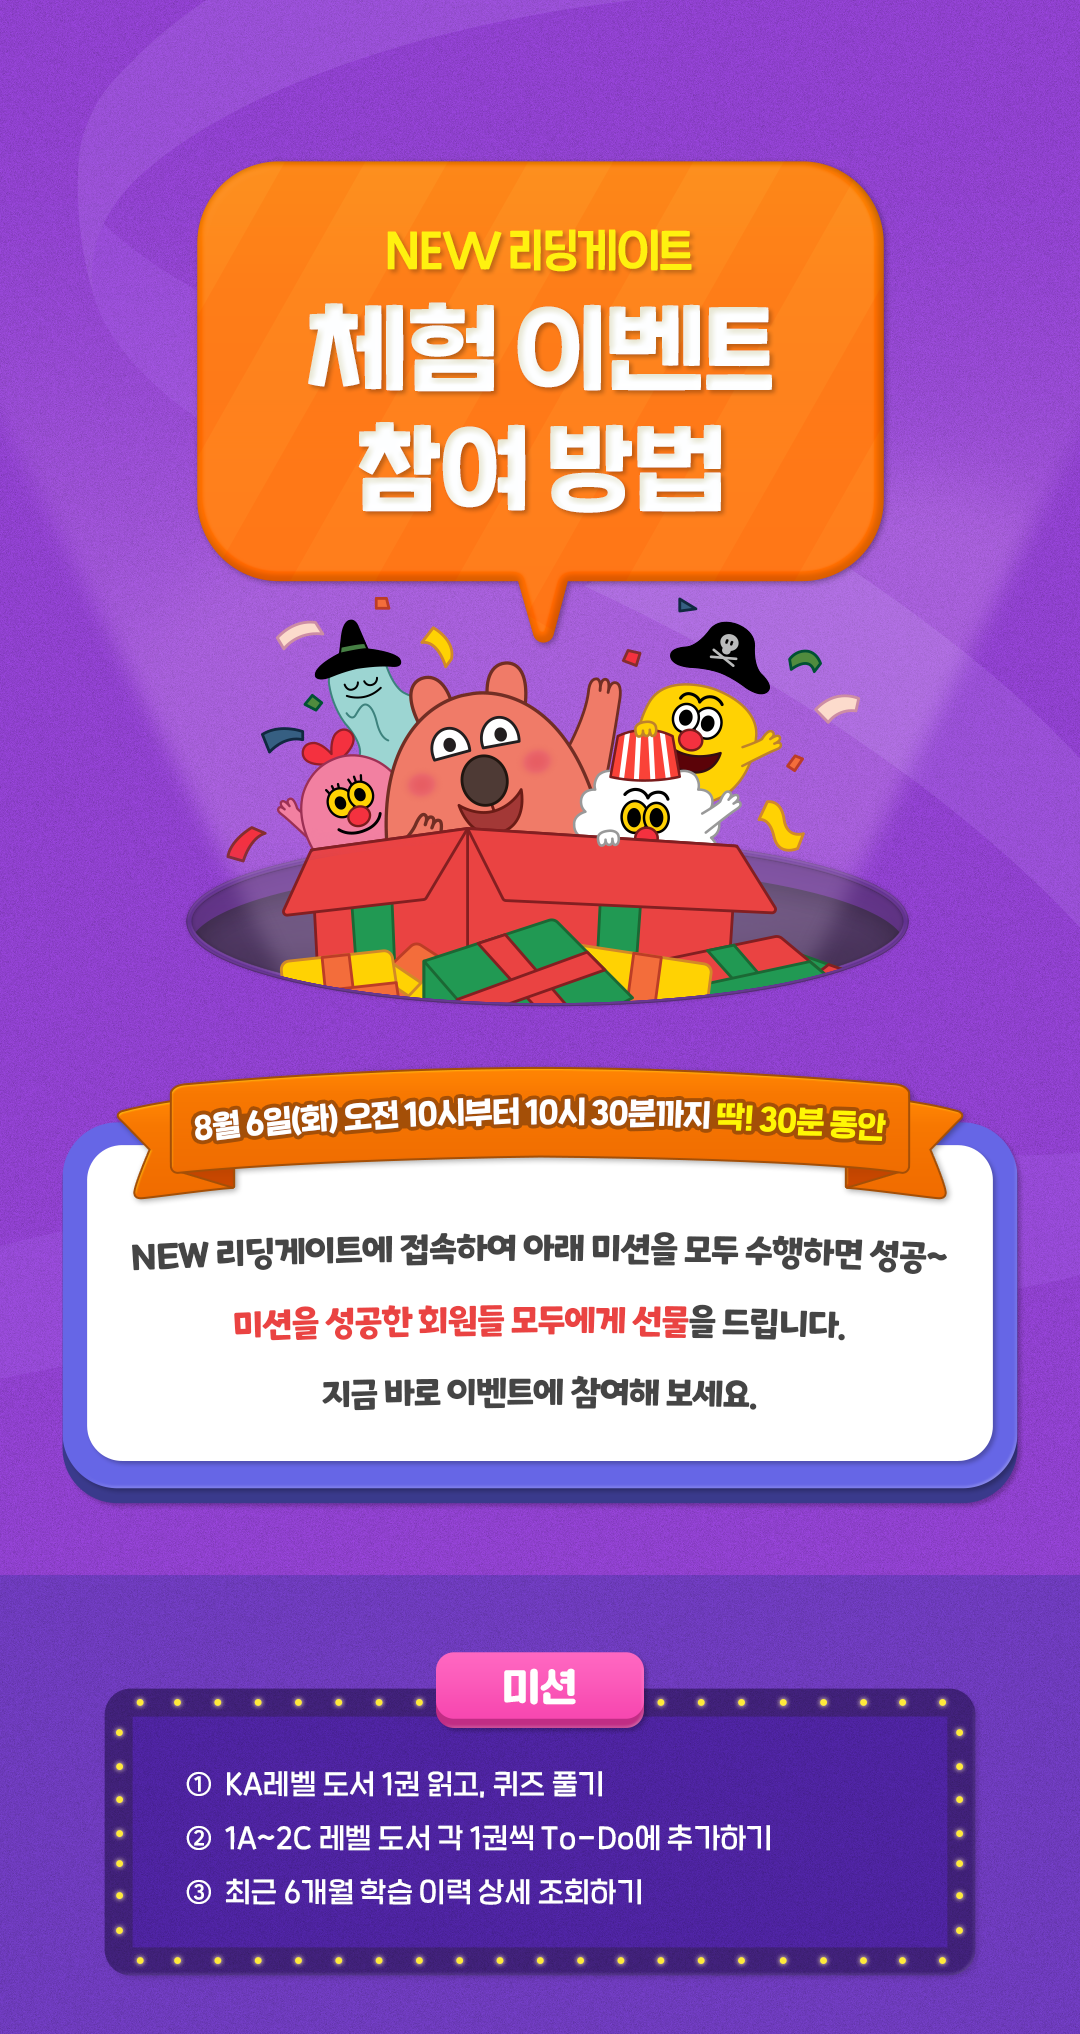 NEW 리딩게이트
체험 이벤트
참여 방법
8월 6일(화) 오전 10시부터 10시 30분까지 딱! 30분 동안
NEW 리딩게이트에 접속하여 아래 미션을 모두 수행하면 성공~
미션을 성공한 회원들 모두에게 선물을 드립니다.
지금 바로 이벤트에 참여해 보세요.
미션
① KA레벨 도서 1권 읽고, 퀴즈 풀기
② 1A~2C 레벨 도서 각 1권씩 To-Do에 추가하기
③ 최근 6개월 학습 이력 상세 조회하기